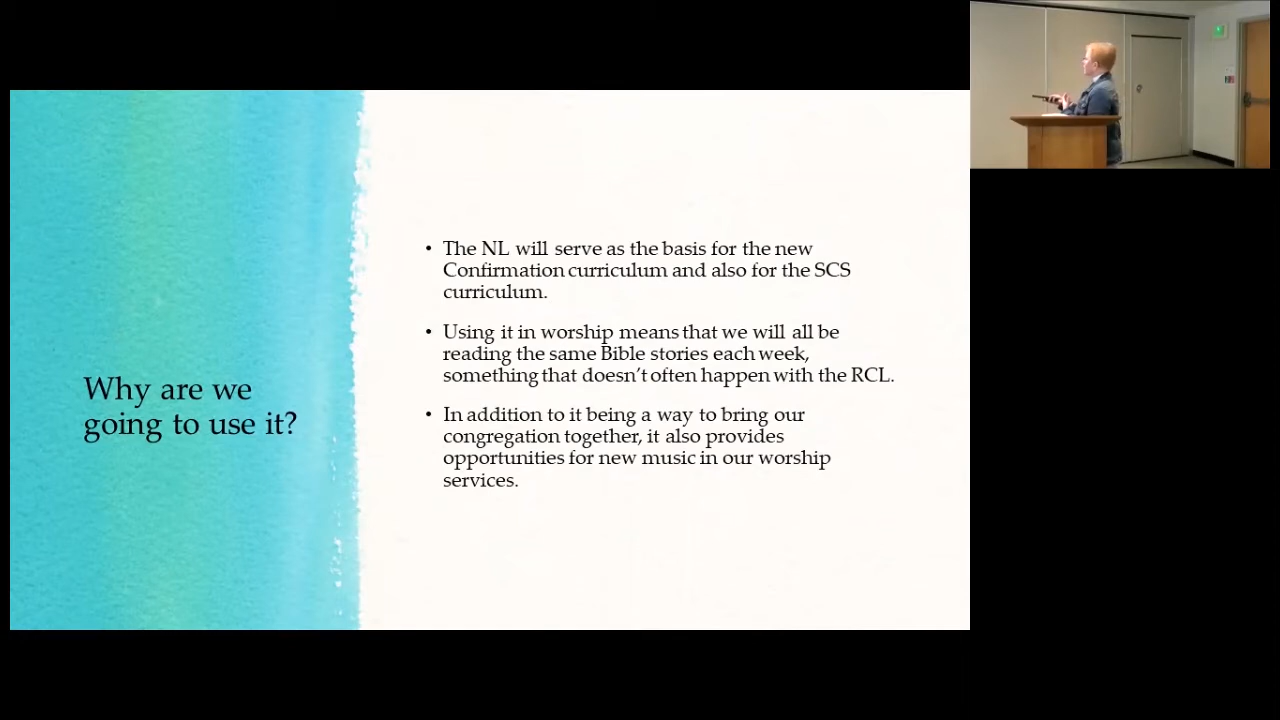 Why are we
going to use it?
• The NL will serve as the basis for the new
Confirmation curriculum and also for the SCS
curriculum.
• Using it in worship means that we will all be
reading the same Bible stories each week,
something that doesn't often happen with the RCL.
• In addition to it being a way to bring our
congregation together, it also provides
opportunities for new music in our worship
services.